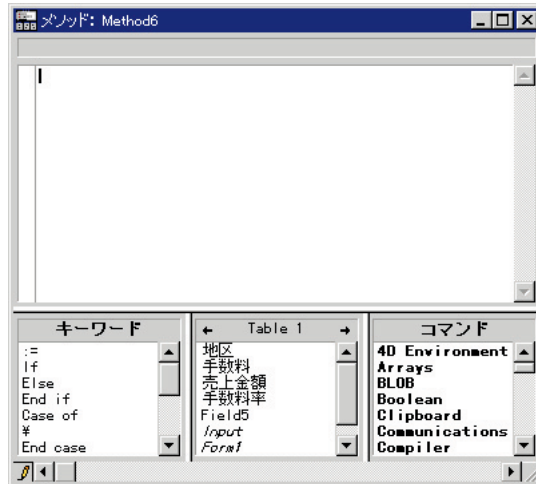 メソッド: Method6
キーワード
:=
If
Else
End if
Case of
¥
End case
← Table 1 →
地区
手数料
売上金額
手数料率
Field5
Input
Form1
コマンド
4D Environment
Arrays
BLOB
Boolean
Clipboard
Communications
Compiler